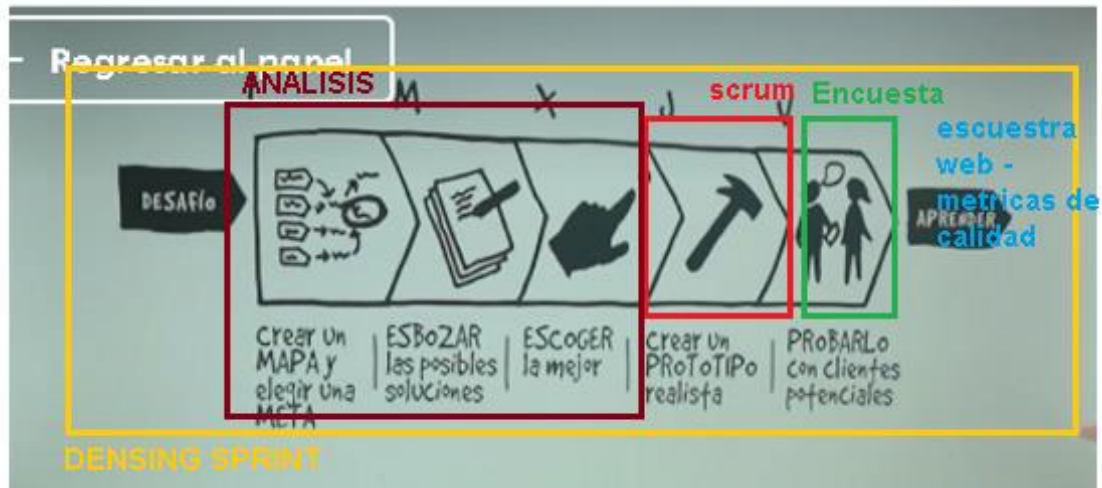 Regresar al papel
ANALISIS
M
X
J
V
scrum
Encuesta
escuestra
web -
metricas de
calidad
DESAFÍO
APRENDER
Crear un
MAPA y
elegir una
META
ESBOZAR
las posibles
soluciones
ESCOGER
la mejor
Crear un
PROTOTIPO
realista
PROBARLO
con clientes
potenciales
DENSING SPRINT